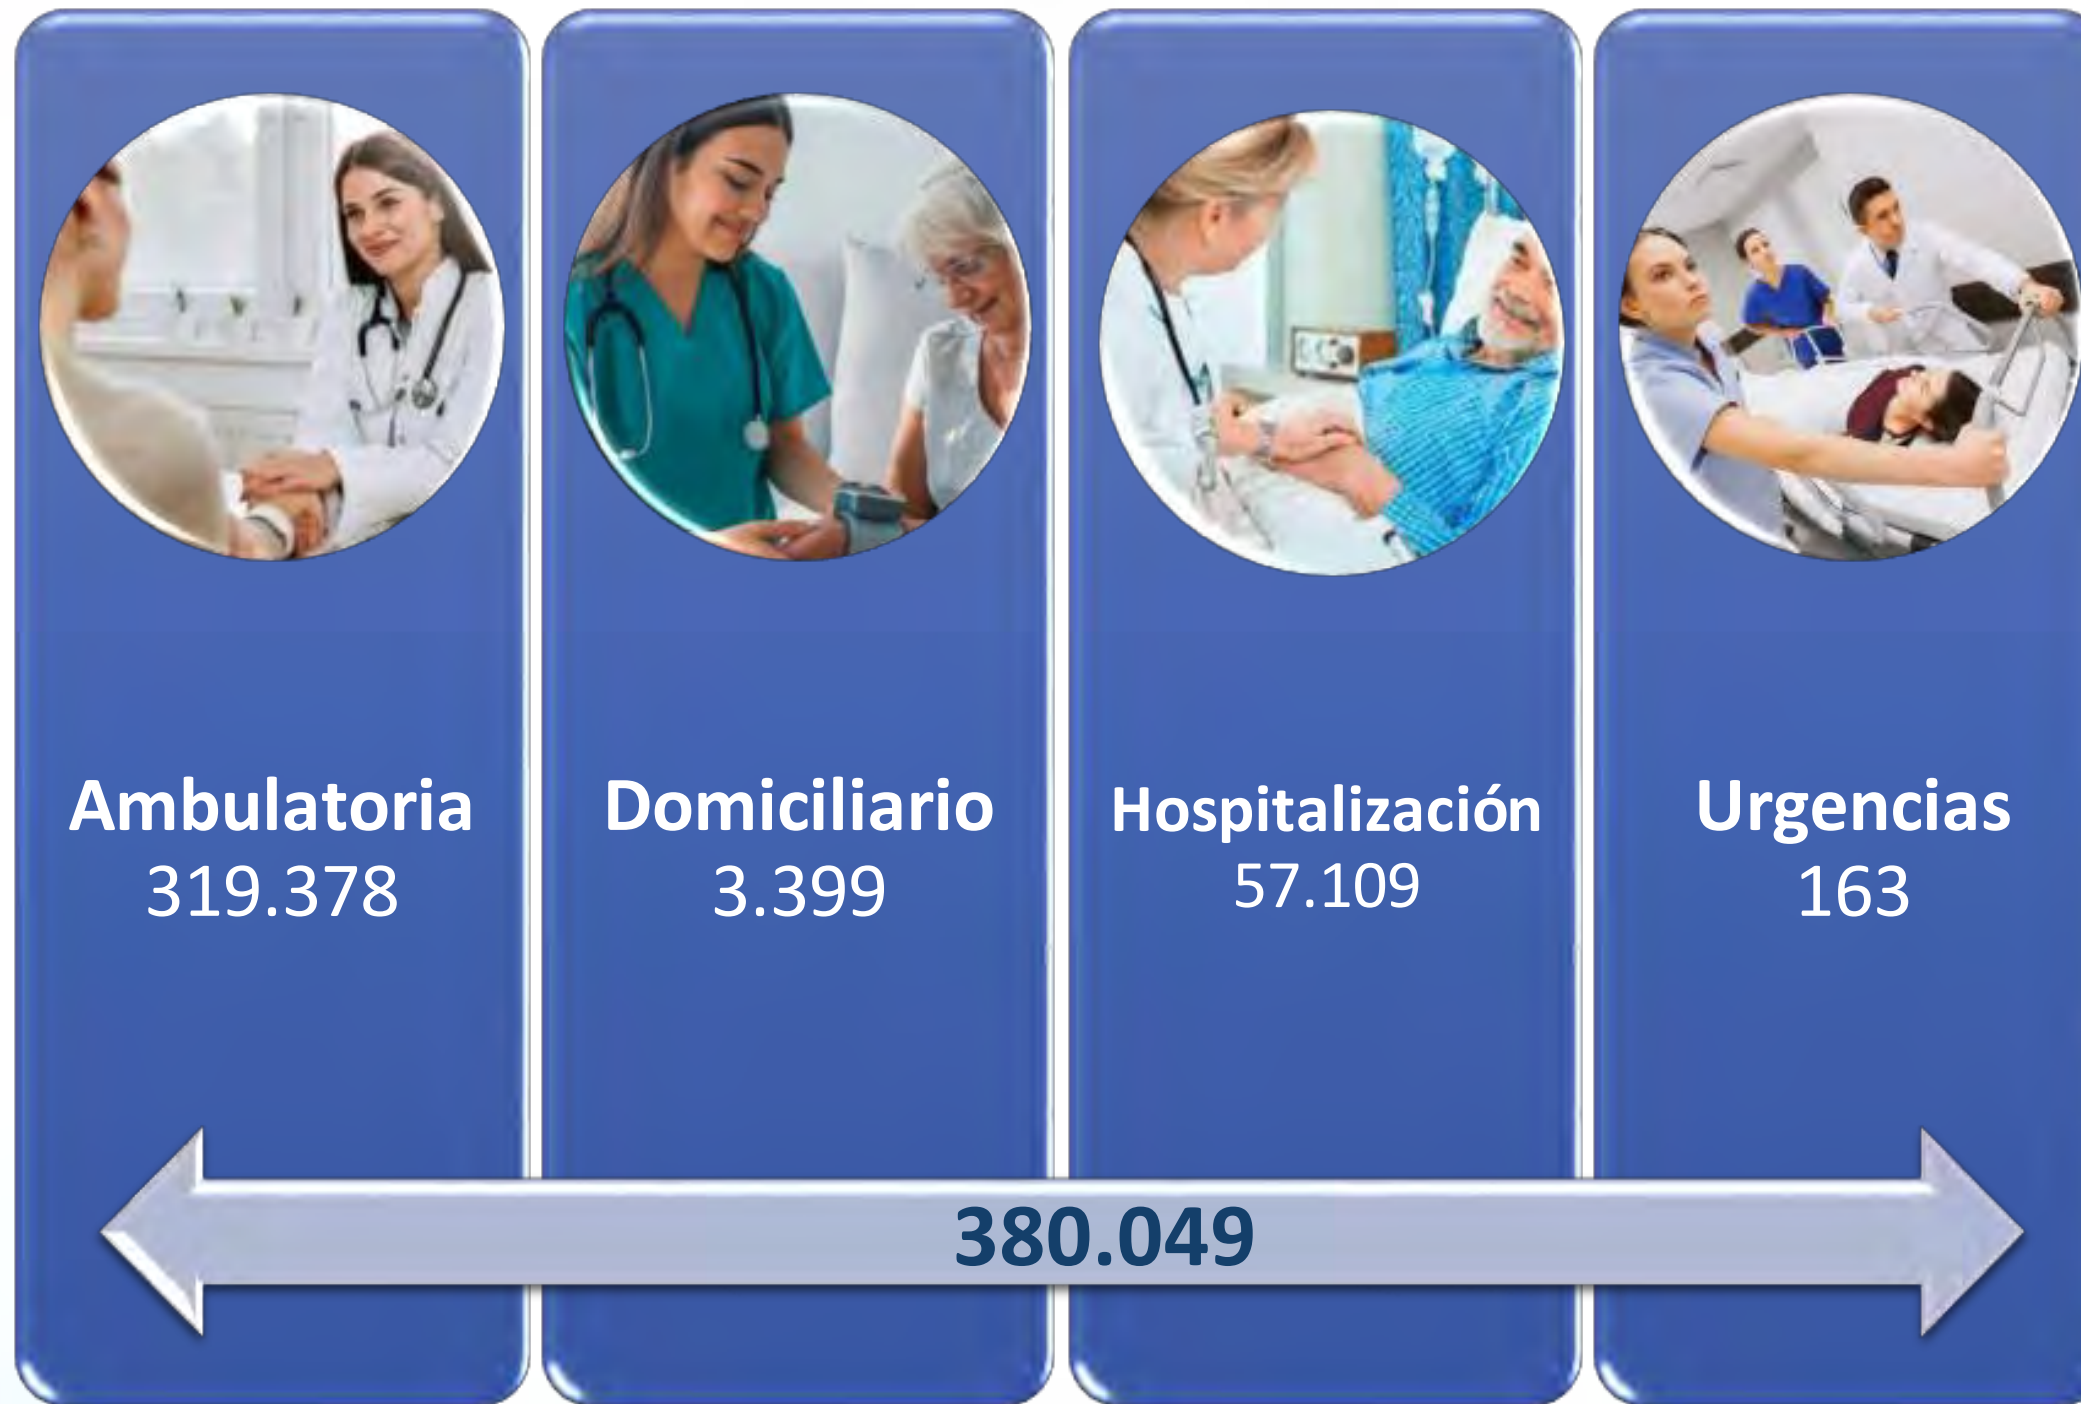 Ambulatoria
319.378
Domiciliario
3.399
Hospitalización
57.109
Urgencias
163
380.049